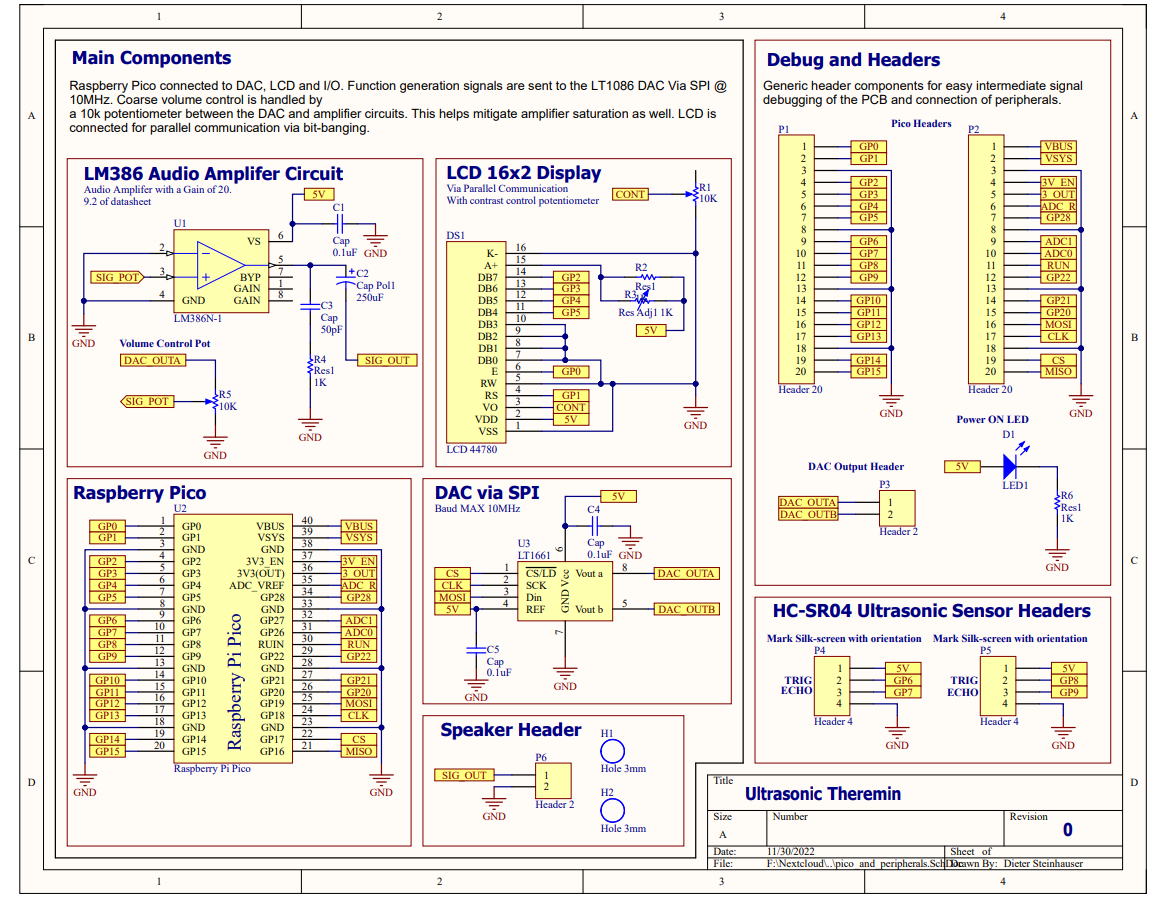 1
2
3
4
A
B
C
D
Main Components
Raspberry Pico connected to DAC, LCD and I/O. Function generation signals are sent to the LT1086 DAC Via SPI @
10MHz. Coarse volume control is handled by
a 10k potentiometer between the DAC and amplifier circuits. This helps mitigate amplifier saturation as well. LCD is
connected for parallel communication via bit-banging.
LM386 Audio Amplifer Circuit
Audio Amplifer with a Gain of 20.
9.2 of datasheet
5V
C1
Cap
0.1uF
GND
U1
VS 6
2
SIG_POT 3
4 GND
5
BYP 7
GAIN 1
GAIN 8
LM386N-1
GND
C2
Cap Pol1
250uF
C3
Cap
50pF
R4
Res1
1K
GND
SIG_OUT
Volume Control Pot
DAC_OUTA
SIG_POT
R5
10K
GND
LCD 16x2 Display
Via Parallel Communication
With contrast control potentiometer
CONT
R1
10K
DS1
K- 16
A+ 15
DB7 14 GP2
DB6 13 GP3
DB5 12 GP4
DB4 11 GP5
DB3 10
DB2 9
DB1 8
DB0 7
E 6 GP0
RW 5
RS 4 GP1
VO 3 CONT
VDD 2 5V
VSS 1
LCD 44780
R2
Res1
R3
Res Adj1 1K
5V
GND
Raspberry Pico
U2
GP0 1 GP0 VBUS 40 VBUS
GP1 2 GP1 VSYS 39 VSYS
3 GND GND 38
GP2 4 GP2 3V3_EN 37 3V_EN
GP3 5 GP3 3V3(OUT) 36 3_OUT
GP4 6 GP4 ADC_VREF 35 ADC_R
GP5 7 GP5 GP28 34 GP28
8 GND GND 33
GP6 9 GP6 GP27 32 ADC1
GP7 10 GP7 GP26 31 ADC0
GP8 11 GP8 RUIN 30 RUN
GP9 12 GP9 GP22 29 GP22
13 GND GND 28
GP10 14 GP10 GP21 27 GP21
GP11 15 GP11 GP20 26 GP20
GP12 16 GP12 GP19 25 MOSI
GP13 17 GP13 GP18 24 CLK
18 GND GND 23
GP14 19 GP14 GP17 22 CS
GP15 20 GP15 GP16 21 MISO
Raspberry Pi Pico
Raspberry Pi Pico
GND
GND
DAC via SPI
Baud MAX 10MHz
5V
C4
Cap
0.1uF
GND
U3
LT1661
6
CS 1 CS/LD Vout a 8 DAC_OUTA
CLK 2 SCK
MOSI 3 Din
5V 4 REF Vout b 5 DAC_OUTB
GND Vcc
7
C5
Cap
0.1uF
GND
GND
Speaker Header
SIG_OUT
GND
P6
1
2
Header 2
H1
Hole 3mm
H2
Hole 3mm
Debug and Headers
Generic header components for easy intermediate signal
debugging of the PCB and connection of peripherals.
Pico Headers
P1
1 GP0
2 GP1
3
4 GP2
5 GP3
6 GP4
7 GP5
8
9 GP6
10 GP7
11 GP8
12 GP9
13
14 GP10
15 GP11
16 GP12
17 GP13
18
19 GP14
20 GP15
Header 20
GND
P2
1 VBUS
2 VSYS
3
4 3V_EN
5 3_OUT
6 ADC_R
7 GP28
8
9 ADC1
10 ADC0
11 RUN
12 GP22
13
14 GP21
15 GP20
16 MOSI
17 CLK
18
19 CS
20 MISO
Header 20
GND
Power ON LED
D1
5V
LED1
R6
Res1
1K
GND
DAC Output Header
P3
DAC_OUTA 1
DAC_OUTB 2
Header 2
HC-SR04 Ultrasonic Sensor Headers
Mark Silk-screen with orientation
P4
1 5V
TRIG 2 GP6
ECHO 3 GP7
4
Header 4
GND
Mark Silk-screen with orientation
P5
1 5V
TRIG 2 GP8
ECHO 3 GP9
4
Header 4
GND
Title
Ultrasonic Theremin
Size
A
Number
Revision
0
Date: 11/30/2022 Sheet of
File: F:\Nextcloud\..\pico_and_peripherals.SchDoc Drawn By: Dieter Steinhauser
1
2
3
4
A
B
C
D